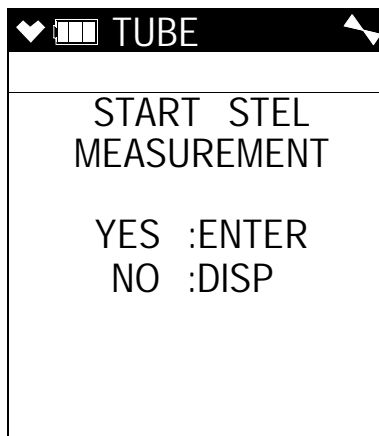 TUBE
START STEL
MEASUREMENT
YES :ENTER
NO :DISP